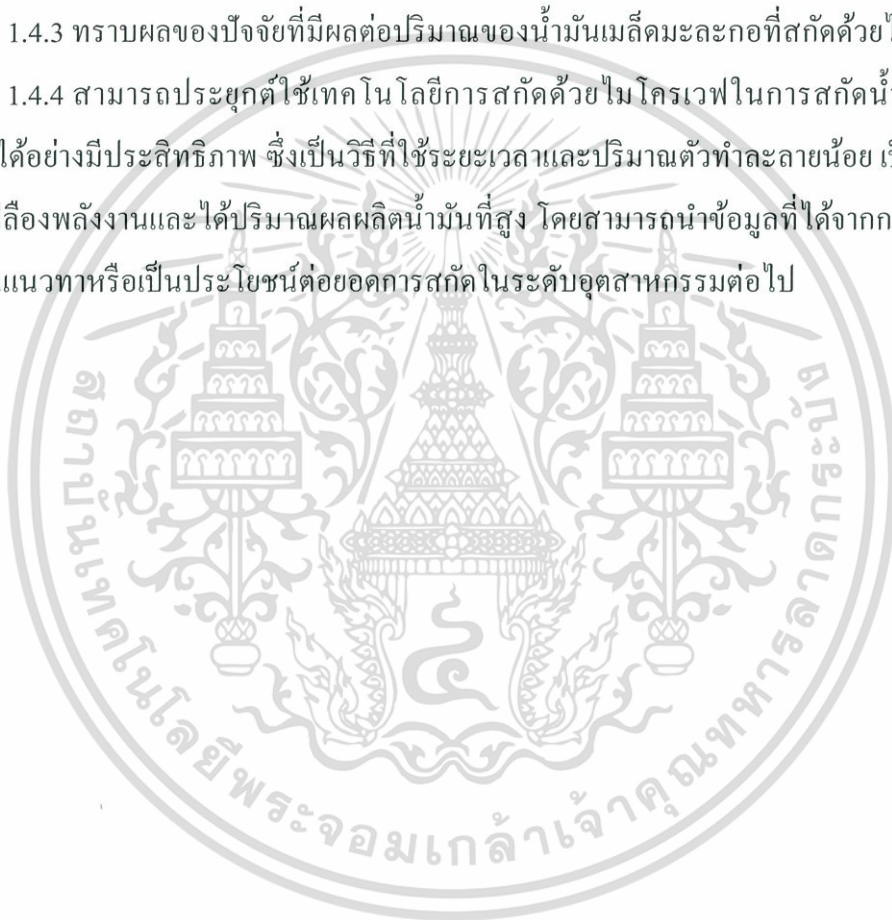 1.4.3 ทราบผลของปัจจัยที่มีผลต่อปริมาณของน้ำมันเมล็ดมะละกอที่สกัดด้วย
1.4.4 สามารถประยุกต์ใช้เทคโนโลยีการสกัดด้วยไมโครเวฟในการสกัด
ได้อย่างมีประสิทธิภาพ ซึ่งเป็นวิธีที่ใช้ระยะเวลาและปริมาณตัวทำละลายน้อย
ลืองพลังงานและได้ปริมาณผลผลิตน้ำมันที่สูง โดยสามารถนำข้อมูลที่ได้จาก
แนวทาหรือเป็นประโยชน์ต่อยอดการสกัดในระดับอุตสาหกรรมต่อไป
สถาบันเทคโนโลยีพระจอมเกล้าเจ้าคุณทหารลาดกระบัง